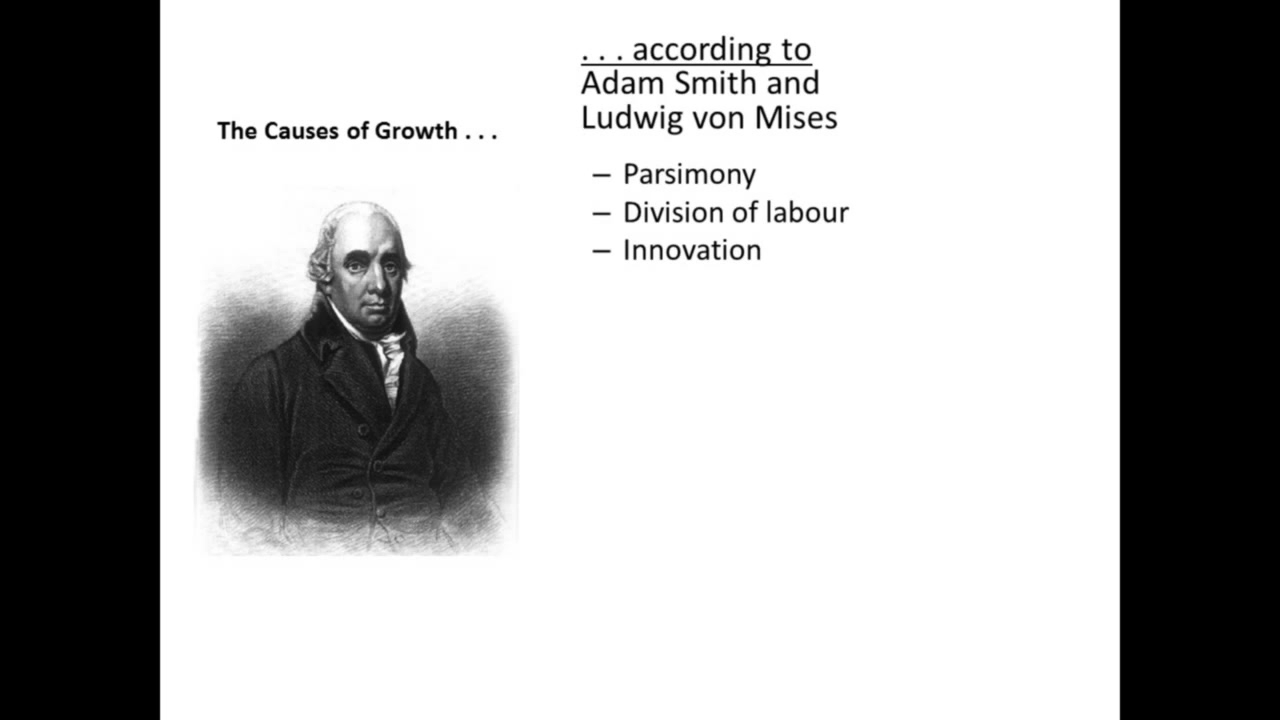 The Causes of Growth . . .
. . . according to
Adam Smith and
Ludwig von Mises
– Parsimony
– Division of labour
– Innovation